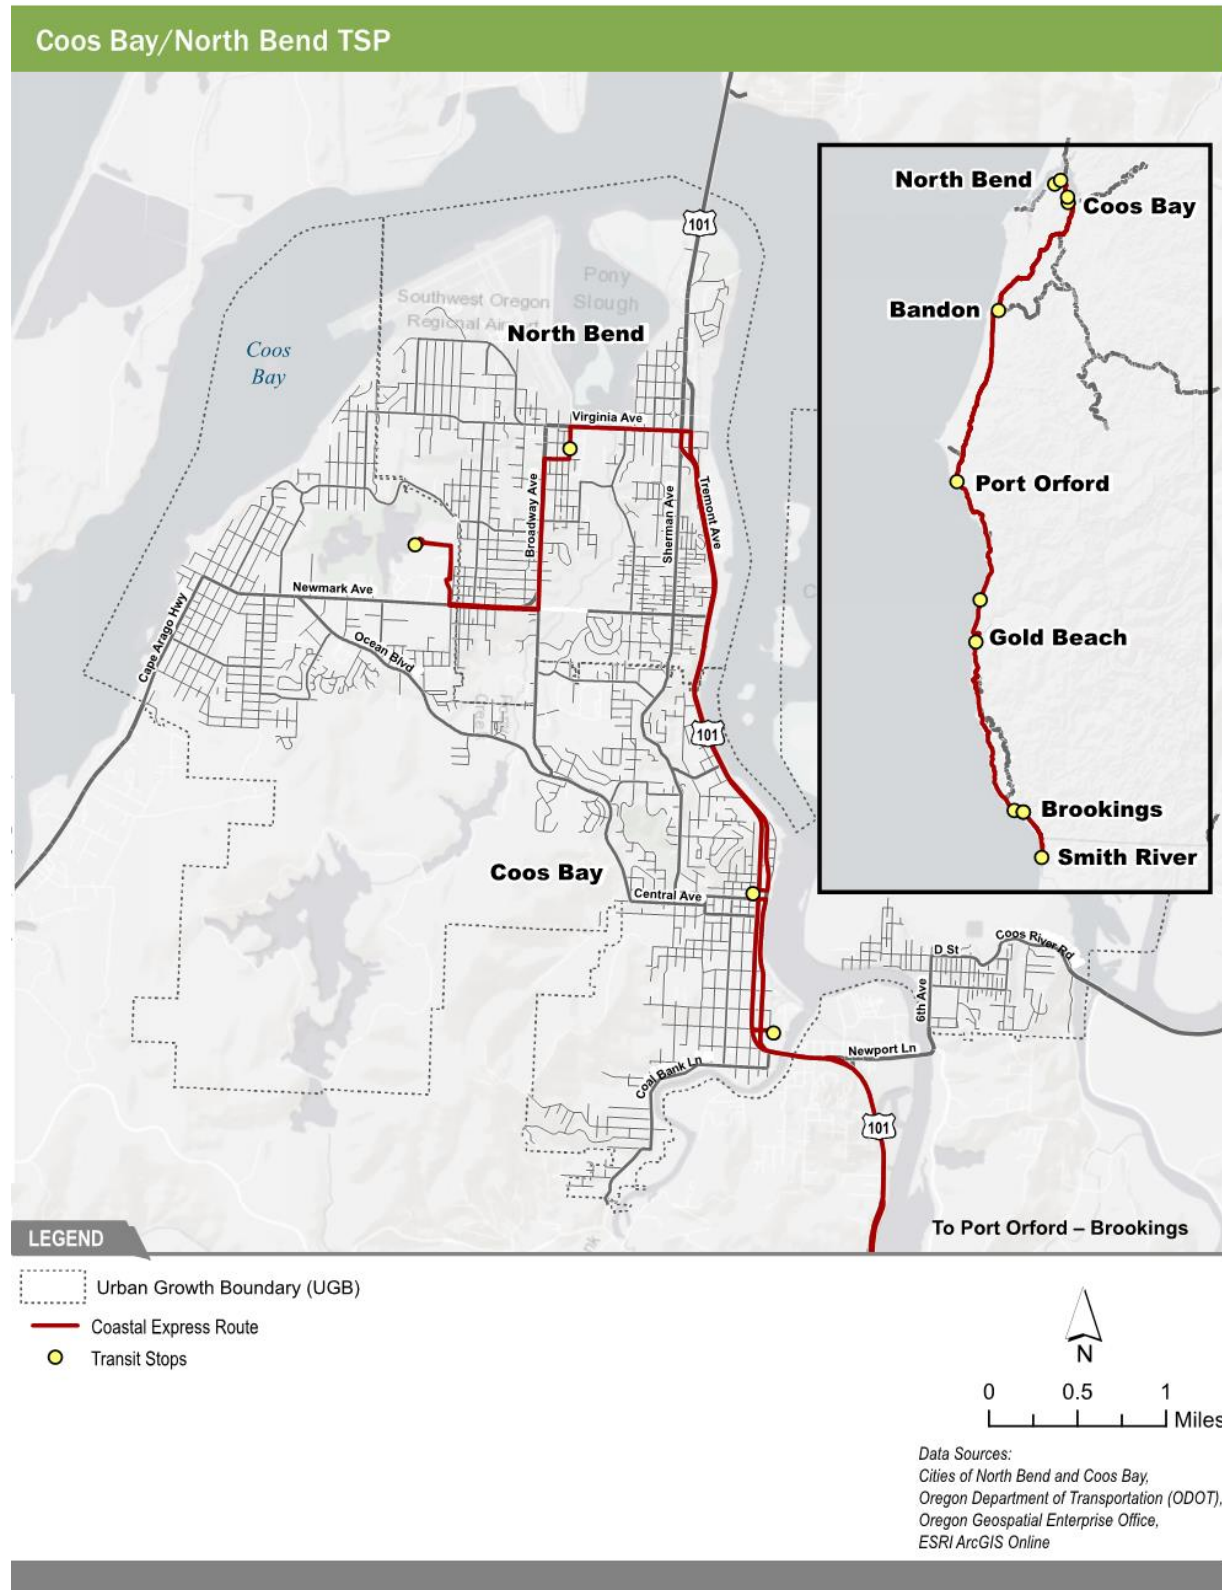 Coos Bay/North Bend TSP
101
North Bend
Coos Bay
Bandon
Port Orford
Gold Beach
Brookings
Smith River
Pony
Slough
Southwest Oregon
North Bend
Coos
Bay
Virginia Ave
Broadway Ave
Sherman Ave
Tremont Ave
Newmark Ave
Cape Arago Hwy
Ocean Blvd
101
Coos Bay
Central Ave
D St
Coos River Rd
6th Ave
Newport Ln
Coal Bank Ln
101
To Port Orford – Brookings
LEGEND
Urban Growth Boundary (UGB)
Coastal Express Route
Transit Stops
N
0 0.5 1
Miles
Data Sources:
Cities of North Bend and Coos Bay,
Oregon Department of Transportation (ODOT),
Oregon Geospatial Enterprise Office,
ESRI ArcGIS Online